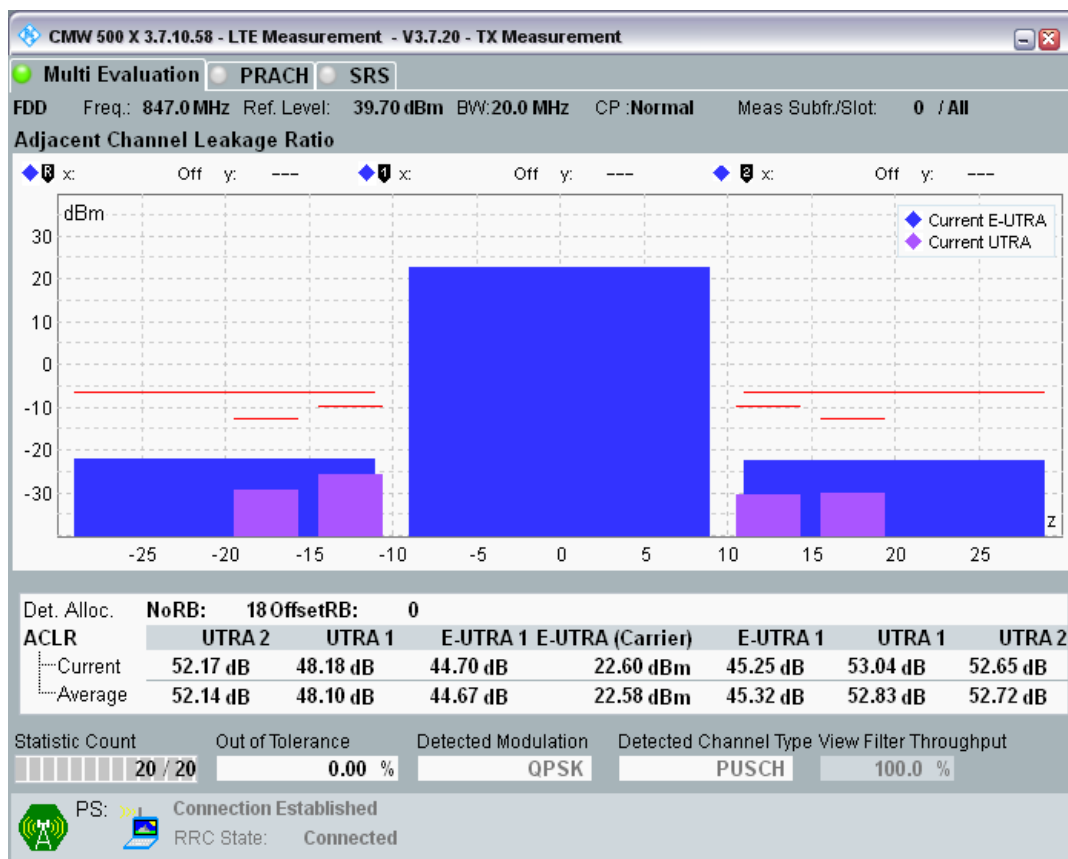 CMW 500 X 3.7.10.58 - LTE Measurement - V3.7.20 - TX Measurement
Multi Evaluation PRACH SRS
FDD Freq.: 847.0 MHz Ref. Level: 39.70 dBm BW:20.0 MHz CP :Normal Meas Subfr./Slot: 0 / All
Adjacent Channel Leakage Ratio
R x: Off y: --- 1 x: Off y: --- 2 x: Off y: ---
dBm
Current E-UTRA
Current UTRA
30
20
10
0
-10
-20
-30
z
-25 -20 -15 -10 -5 0 5 10 15 20 25
Det. Alloc. NoRB: 18 OffsetRB: 0
ACLR UTRA 2 UTRA 1 E-UTRA 1 E-UTRA (Carrier) E-UTRA 1 UTRA 1 UTRA 2
Current 52.17 dB 48.18 dB 44.70 dB 22.60 dBm 45.25 dB 53.04 dB 52.65 dB
Average 52.14 dB 48.10 dB 44.67 dB 22.58 dBm 45.32 dB 52.83 dB 52.72 dB
Statistic Count Out of Tolerance Detected Modulation Detected Channel Type View Filter Throughput
20 / 20 0.00 % QPSK PUSCH 100.0 %
PS: Connection Established
RRC State: Connected